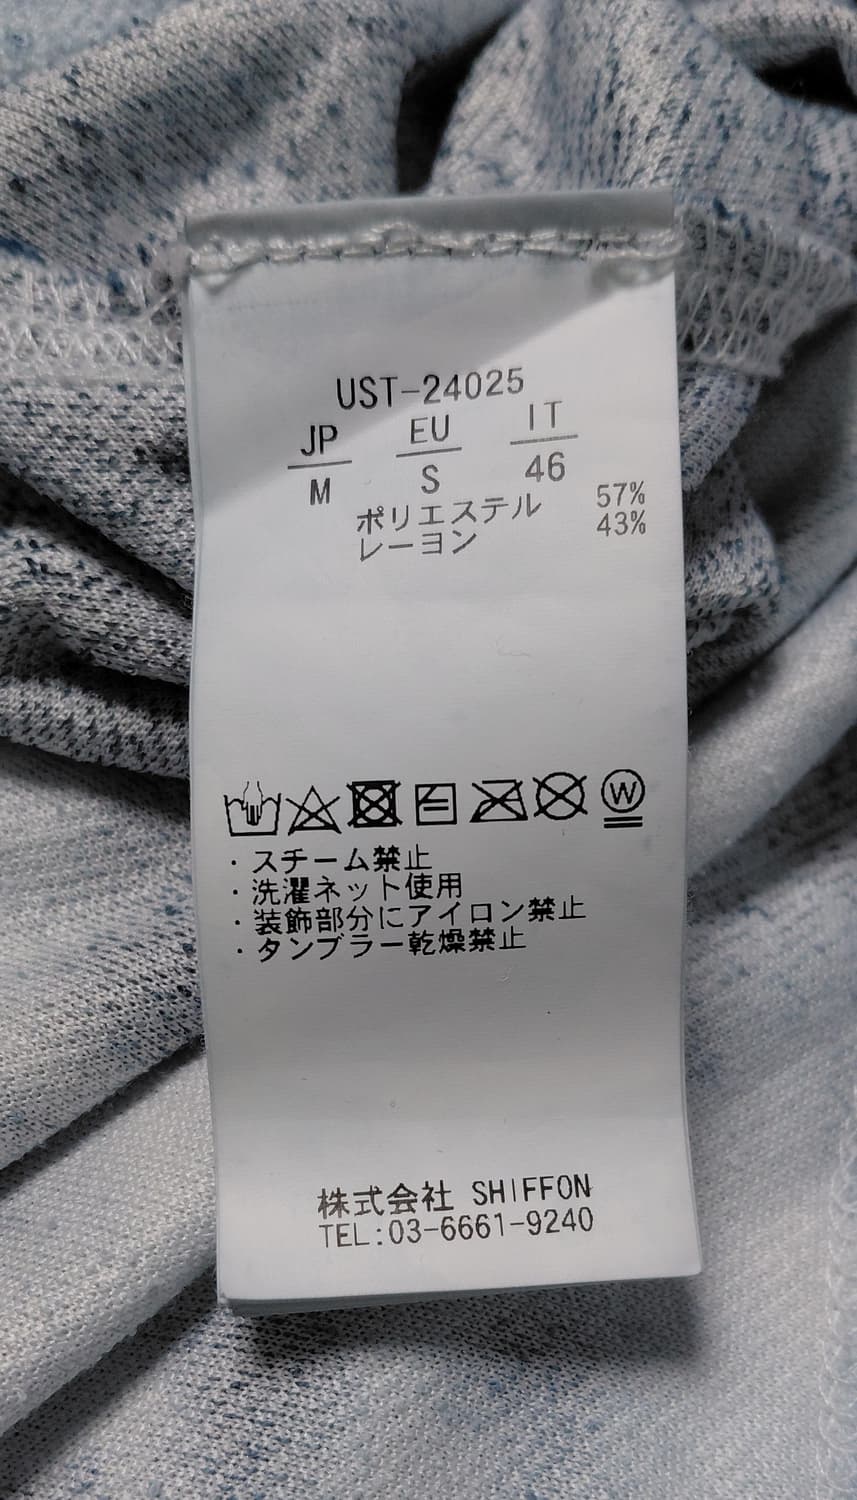 UST-24025
JP EU IT
M S 46
ポリエステル 57%
レーヨン 43%
W
・スチーム禁止
・洗濯ネット使用
・装飾部分にアイロン禁止
・タンブラー乾燥禁止
株式会社 SHIFFON
TEL:03-6661-9240